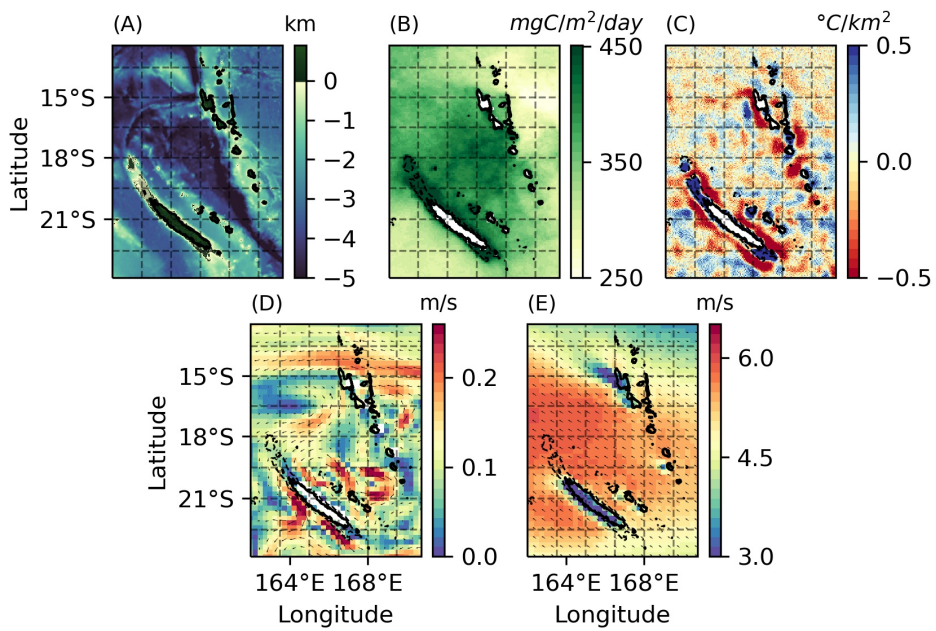 (A) km
(B) mgC/m²/day
(C) °C/km²
Latitude
15°S
18°S
21°S
0
−1
−2
−3
−4
−5
450
350
250
0.5
0.0
−0.5
(D) m/s
(E) m/s
Latitude
15°S
18°S
21°S
0.2
0.1
0.0
6.0
4.5
3.0
164°E 168°E
164°E 168°E
Longitude
Longitude